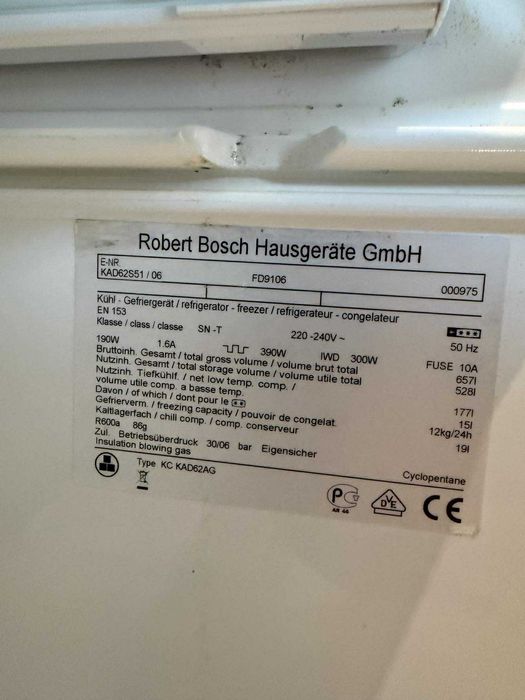 Robert Bosch Hausgeräte GmbH
E-NR.
KAD62S51 / 06 FD9106 000975
Kühl - Gefriergerät / refrigerator - freezer / refrigerateur - congelateur
EN 153
Klasse / class / classe SN -T 220 -240V ~ 50 Hz
190W 1.6A 390W IWD 300W FUSE 10A
Bruttoinh. Gesamt / total gross volume / volume brut total 657l
Nutzinh. Gesamt / total storage volume / volume utile total 528l
Nutzinh. Tiefkühlf. / net low temp. comp. /
volume utile comp. a basse temp. 177l
Davon / of which / dont pour le 15l
Gefrierverm. / freezing capacity / pouvoir de congelat. 12kg/24h
Kaltlagerfach / chill comp. / comp. conserveur 19l
R600a 86g
Zul. Betriebsüberdruck 30/06 bar Eigensicher
Insulation blowing gas Cyclopentane
Type KC KAD62AG
PC DVE CE